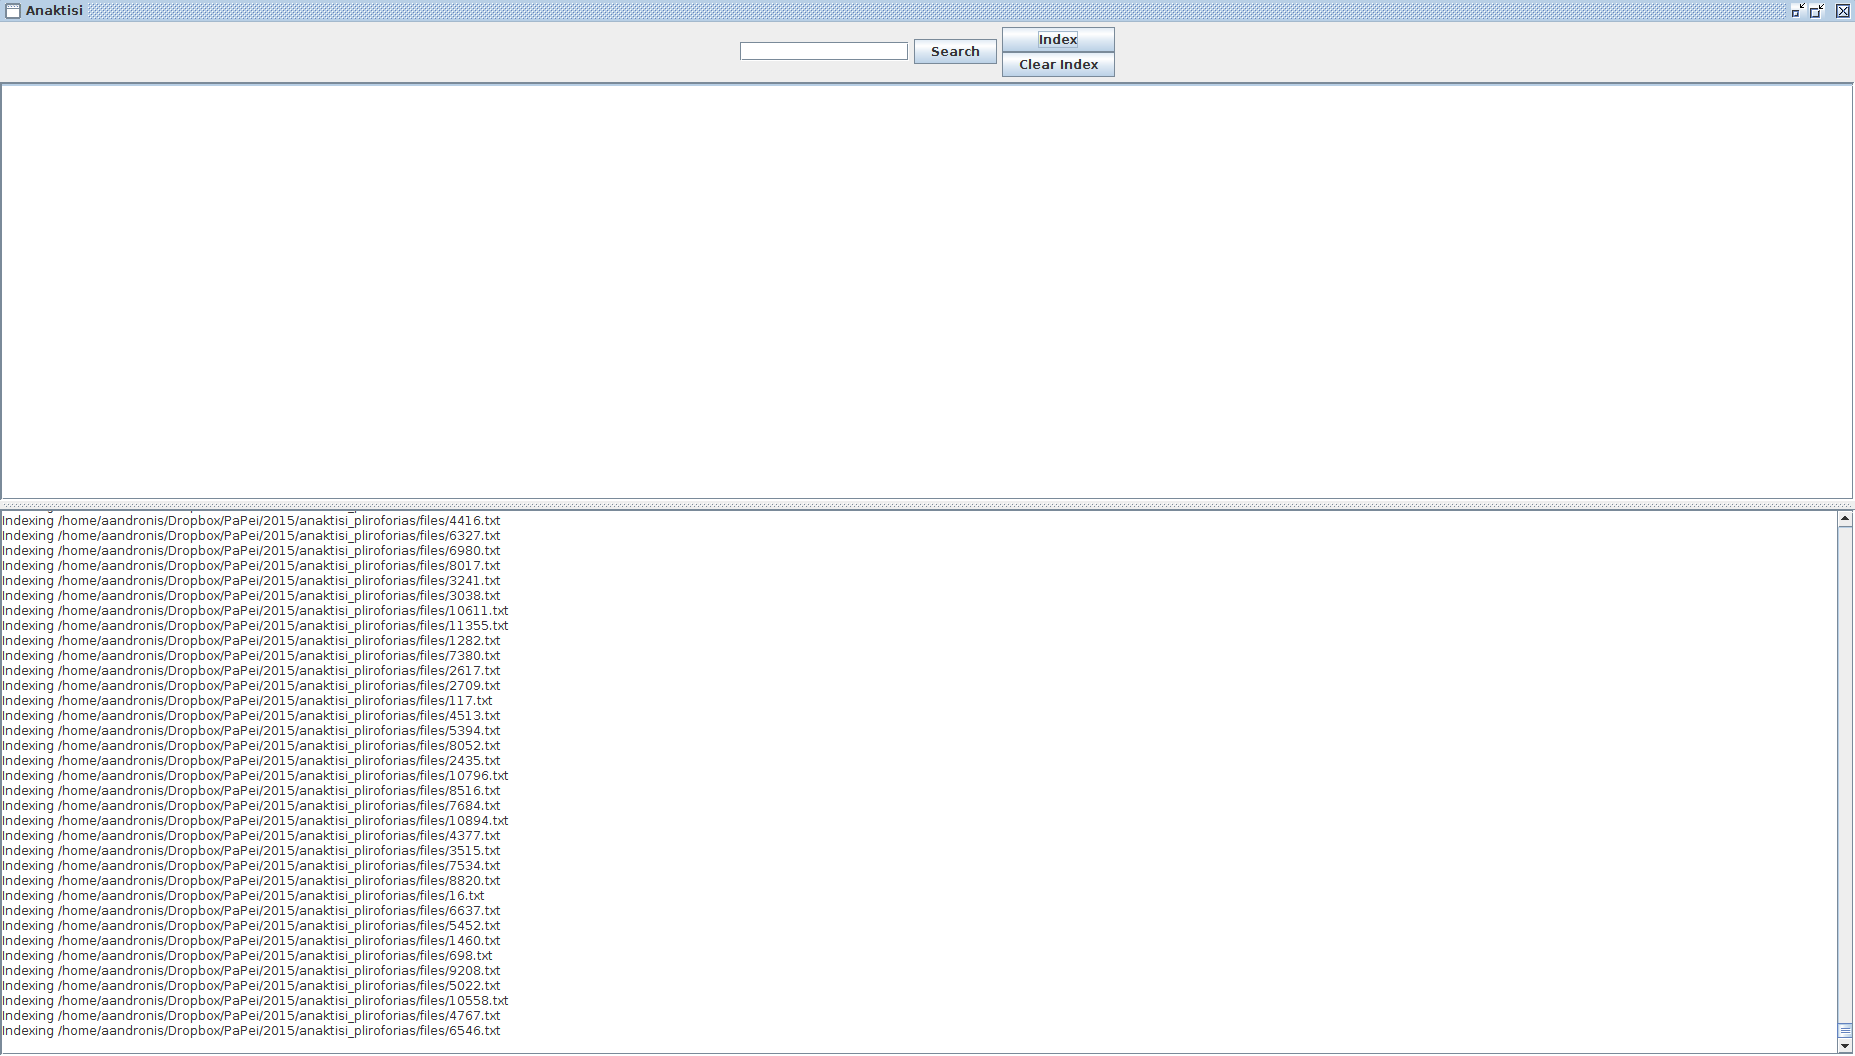 Anaktisi
Search
Index
Clear Index
Indexing /home/aandronis/Dropbox/PaPei/2015/anaktisi_pliroforias/files/4416.txt
Indexing /home/aandronis/Dropbox/PaPei/2015/anaktisi_pliroforias/files/6327.txt
Indexing /home/aandronis/Dropbox/PaPei/2015/anaktisi_pliroforias/files/6980.txt
Indexing /home/aandronis/Dropbox/PaPei/2015/anaktisi_pliroforias/files/8017.txt
Indexing /home/aandronis/Dropbox/PaPei/2015/anaktisi_pliroforias/files/3241.txt
Indexing /home/aandronis/Dropbox/PaPei/2015/anaktisi_pliroforias/files/3038.txt
Indexing /home/aandronis/Dropbox/PaPei/2015/anaktisi_pliroforias/files/10611.txt
Indexing /home/aandronis/Dropbox/PaPei/2015/anaktisi_pliroforias/files/11355.txt
Indexing /home/aandronis/Dropbox/PaPei/2015/anaktisi_pliroforias/files/1282.txt
Indexing /home/aandronis/Dropbox/PaPei/2015/anaktisi_pliroforias/files/7380.txt
Indexing /home/aandronis/Dropbox/PaPei/2015/anaktisi_pliroforias/files/2617.txt
Indexing /home/aandronis/Dropbox/PaPei/2015/anaktisi_pliroforias/files/2709.txt
Indexing /home/aandronis/Dropbox/PaPei/2015/anaktisi_pliroforias/files/117.txt
Indexing /home/aandronis/Dropbox/PaPei/2015/anaktisi_pliroforias/files/4513.txt
Indexing /home/aandronis/Dropbox/PaPei/2015/anaktisi_pliroforias/files/5394.txt
Indexing /home/aandronis/Dropbox/PaPei/2015/anaktisi_pliroforias/files/8052.txt
Indexing /home/aandronis/Dropbox/PaPei/2015/anaktisi_pliroforias/files/2435.txt
Indexing /home/aandronis/Dropbox/PaPei/2015/anaktisi_pliroforias/files/10796.txt
Indexing /home/aandronis/Dropbox/PaPei/2015/anaktisi_pliroforias/files/8516.txt
Indexing /home/aandronis/Dropbox/PaPei/2015/anaktisi_pliroforias/files/7684.txt
Indexing /home/aandronis/Dropbox/PaPei/2015/anaktisi_pliroforias/files/10894.txt
Indexing /home/aandronis/Dropbox/PaPei/2015/anaktisi_pliroforias/files/4377.txt
Indexing /home/aandronis/Dropbox/PaPei/2015/anaktisi_pliroforias/files/3515.txt
Indexing /home/aandronis/Dropbox/PaPei/2015/anaktisi_pliroforias/files/7534.txt
Indexing /home/aandronis/Dropbox/PaPei/2015/anaktisi_pliroforias/files/8820.txt
Indexing /home/aandronis/Dropbox/PaPei/2015/anaktisi_pliroforias/files/16.txt
Indexing /home/aandronis/Dropbox/PaPei/2015/anaktisi_pliroforias/files/6637.txt
Indexing /home/aandronis/Dropbox/PaPei/2015/anaktisi_pliroforias/files/5452.txt
Indexing /home/aandronis/Dropbox/PaPei/2015/anaktisi_pliroforias/files/1460.txt
Indexing /home/aandronis/Dropbox/PaPei/2015/anaktisi_pliroforias/files/698.txt
Indexing /home/aandronis/Dropbox/PaPei/2015/anaktisi_pliroforias/files/9208.txt
Indexing /home/aandronis/Dropbox/PaPei/2015/anaktisi_pliroforias/files/5022.txt
Indexing /home/aandronis/Dropbox/PaPei/2015/anaktisi_pliroforias/files/10558.txt
Indexing /home/aandronis/Dropbox/PaPei/2015/anaktisi_pliroforias/files/4767.txt
Indexing /home/aandronis/Dropbox/PaPei/2015/anaktisi_pliroforias/files/6546.txt